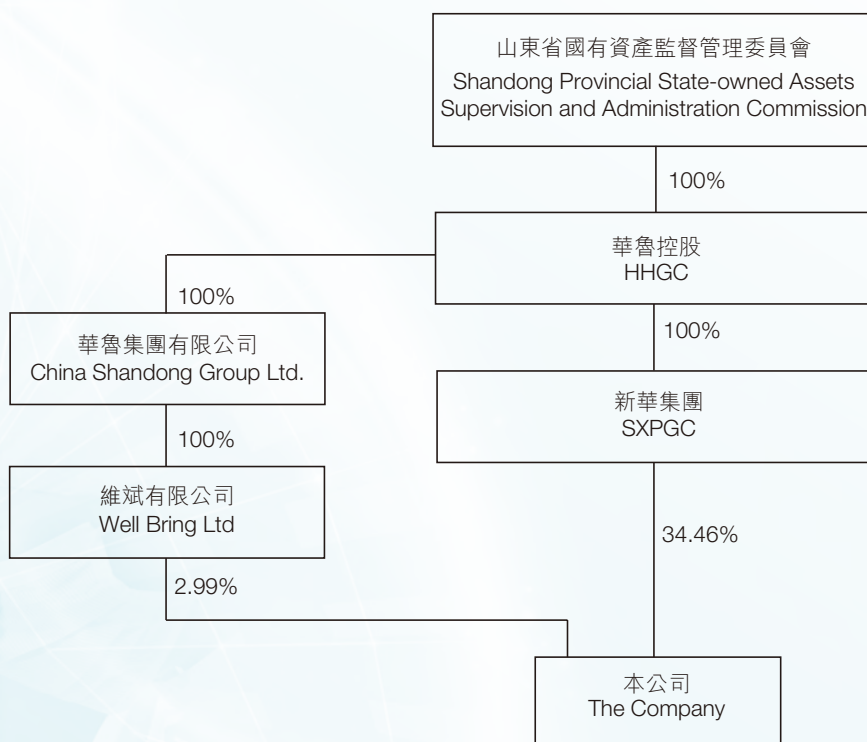 山東省國有資產監督管理委員會
Shandong Provincial State-owned Assets
Supervision and Administration Commission
100%
華魯控股
HHGC
100%
100%
華魯集團有限公司
China Shandong Group Ltd.
新華集團
SXPGC
100%
維斌有限公司
Well Bring Ltd
34.46%
2.99%
本公司
The Company